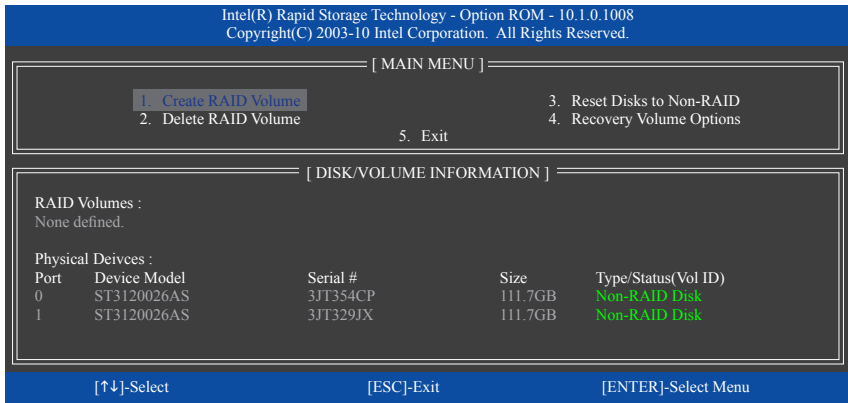 Intel(R) Rapid Storage Technology - Option ROM - 10.1.0.1008
Copyright(C) 2003-10 Intel Corporation. All Rights Reserved.
[ MAIN MENU ]
1. Create RAID Volume 3. Reset Disks to Non-RAID
2. Delete RAID Volume 4. Recovery Volume Options
5. Exit
[ DISK/VOLUME INFORMATION ]
RAID Volumes :
None defined.
Physical Deivces :
Port Device Model Serial # Size Type/Status(Vol ID)
0 ST3120026AS 3JT354CP 111.7GB Non-RAID Disk
1 ST3120026AS 3JT329JX 111.7GB Non-RAID Disk
[↑↓]-Select [ESC]-Exit [ENTER]-Select Menu